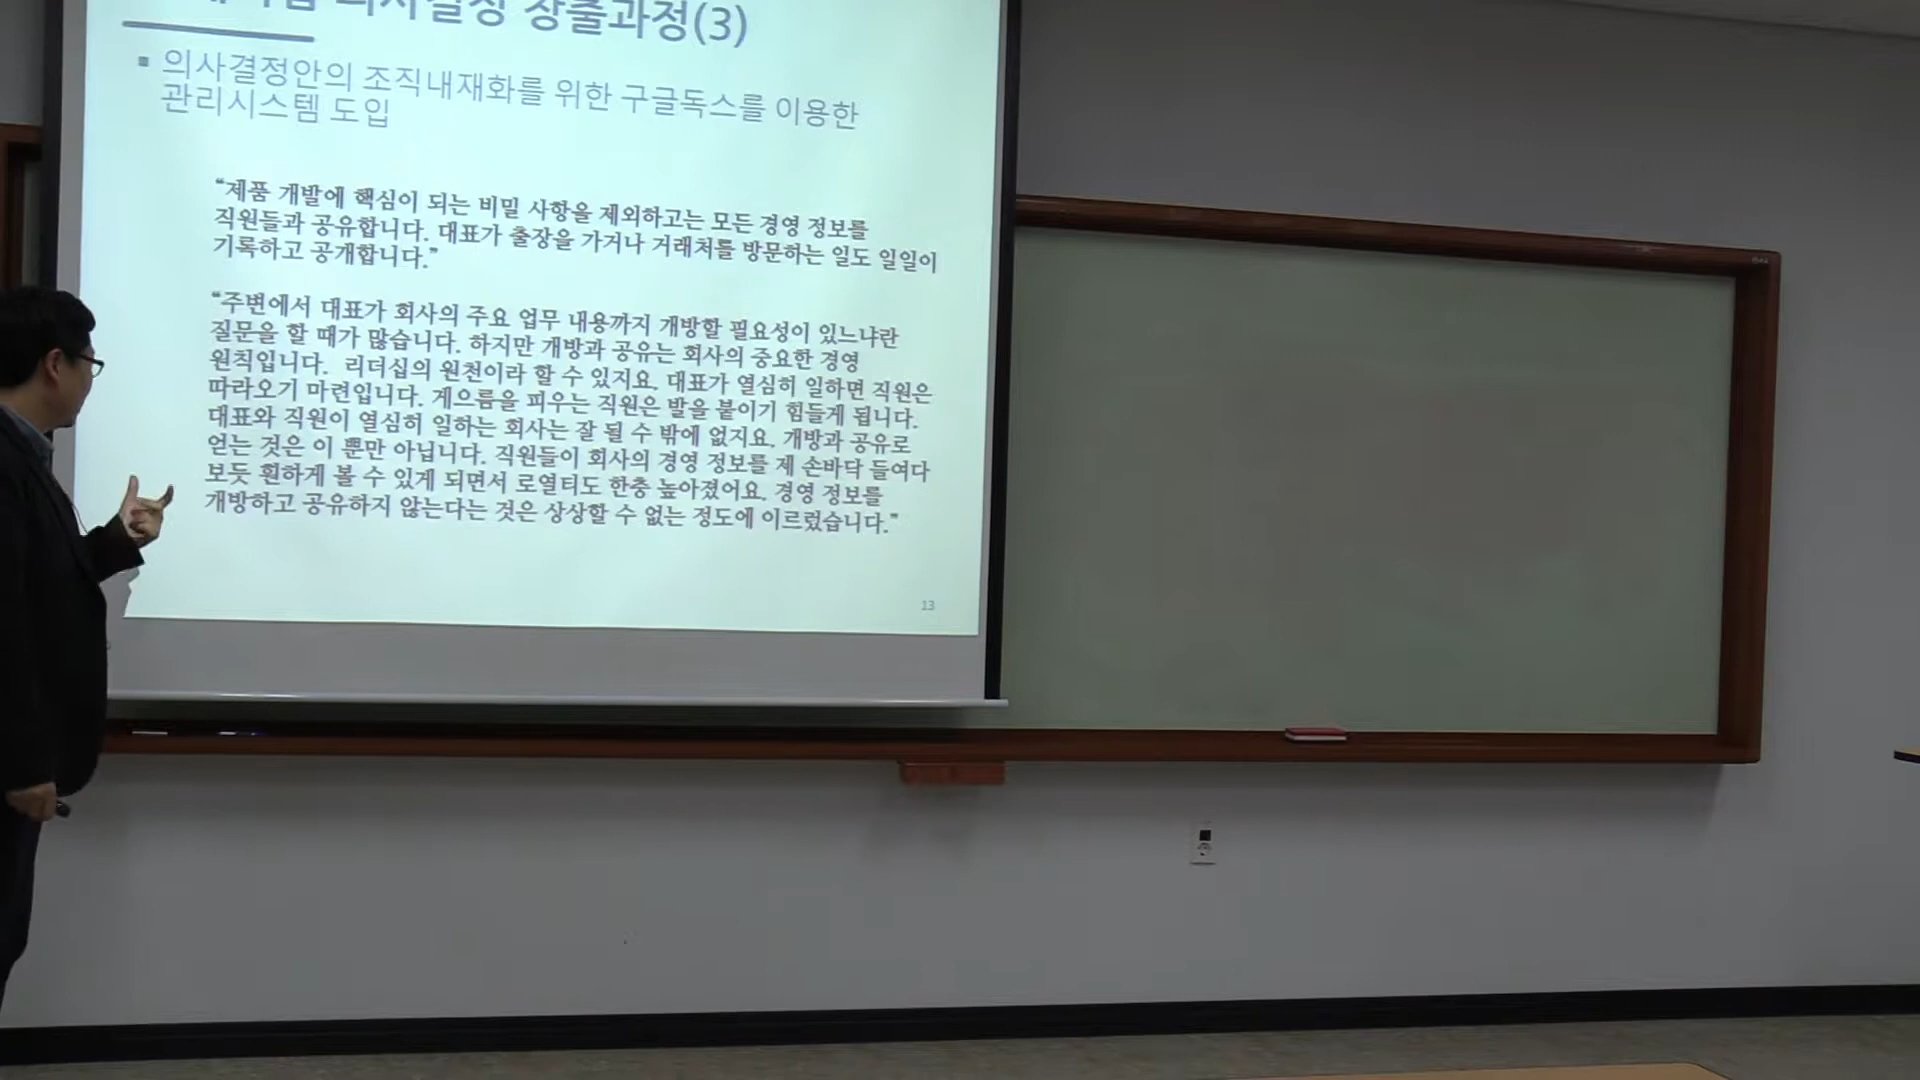 의사결정 창출과정(3)
▪ 의사결정안의 조직내재화를 위한 구글독스를 이용한
관리시스템 도입
“제품 개발에 핵심이 되는 비밀 사항을 제외하고는 모든 경영 정보를
직원들과 공유합니다. 대표가 출장을 가거나 거래처를 방문하는 일도 일일이
기록하고 공개합니다.”
“주변에서 대표가 회사의 주요 업무 내용까지 개방할 필요성이 있느냐란
질문을 할 때가 많습니다. 하지만 개방과 공유는 회사의 중요한 경영
원칙입니다. 리더십의 원천이라 할 수 있지요. 대표가 열심히 일하면 직원은
따라오기 마련입니다. 게으름을 피우는 직원은 발을 붙이기 힘들게 됩니다.
대표와 직원이 열심히 일하는 회사는 잘 될 수 밖에 없지요. 개방과 공유로
얻는 것은 이 뿐만 아닙니다. 직원들이 회사의 경영 정보를 제 손바닥 들여다
보듯 훤하게 볼 수 있게 되면서 로열티도 한층 높아졌어요. 경영 정보를
개방하고 공유하지 않는다는 것은 상상할 수 없는 정도에 이르렀습니다.”
13